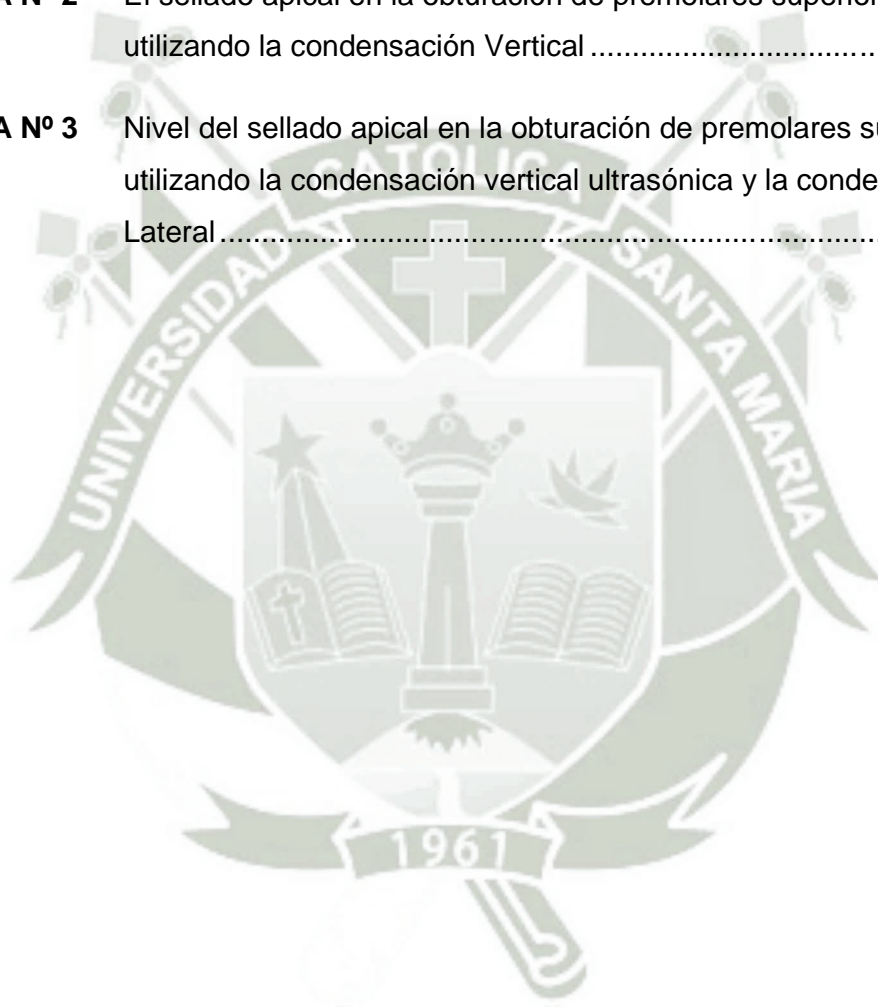 A Nº 2 El sellado apical en la obturación de premolares superio
utilizando la condensación Vertical ....................................
A Nº 3 Nivel del sellado apical en la obturación de premolares su
utilizando la condensación vertical ultrasónica y la conde
Lateral ................................................................................
UNIVERSIDAD CATOLICA SANTA MARIA
1961